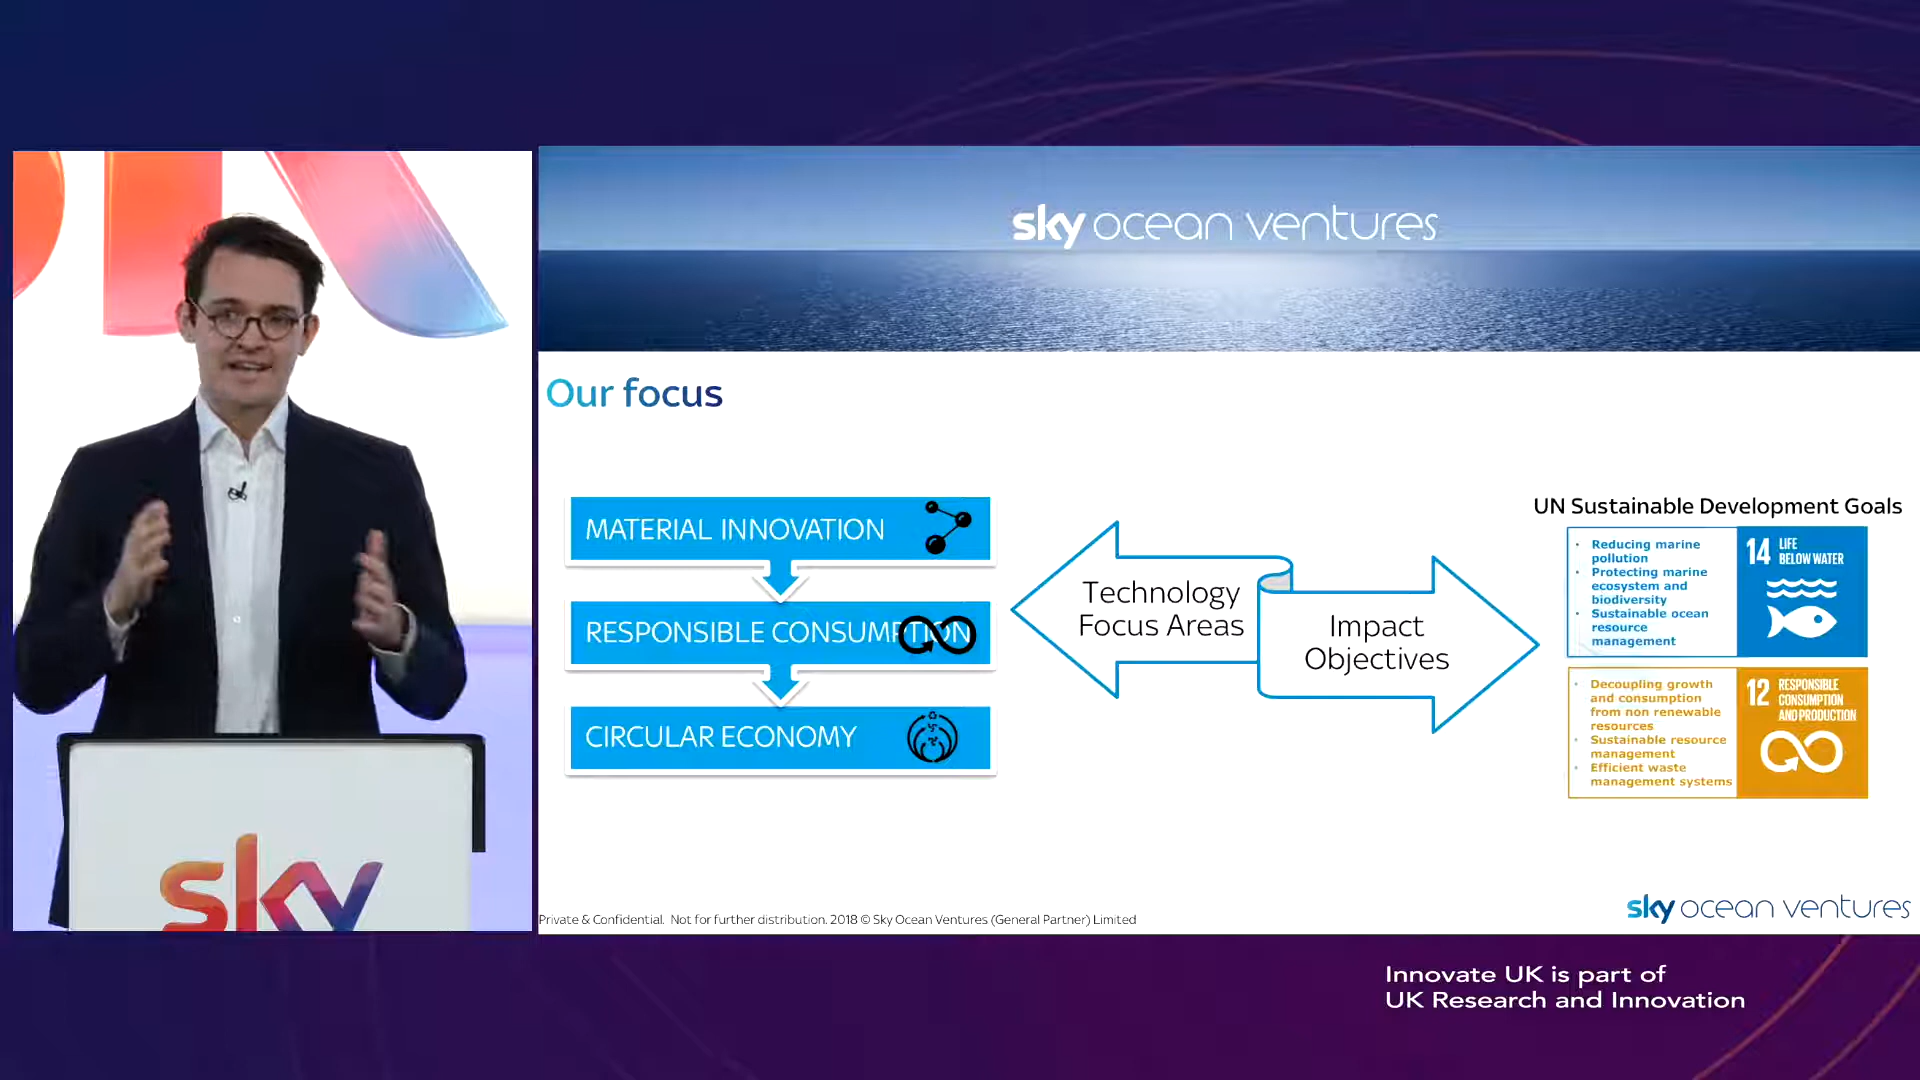 sky
sky ocean ventures
Our focus
MATERIAL INNOVATION
RESPONSIBLE CONSUMPTION
CIRCULAR ECONOMY
Technology
Focus Areas
Impact
Objectives
UN Sustainable Development Goals
• Reducing marine
pollution
• Protecting marine
ecosystem and
biodiversity
• Sustainable ocean
resource
management
14 LIFE
BELOW WATER
• Decoupling growth
and consumption
from non renewable
resources
• Sustainable resource
management
• Efficient waste
management systems
12 RESPONSIBLE
CONSUMPTION
AND PRODUCTION
Private & Confidential. Not for further distribution. 2018 © Sky Ocean Ventures (General Partner) Limited
sky ocean ventures
Innovate UK is part of
UK Research and Innovation